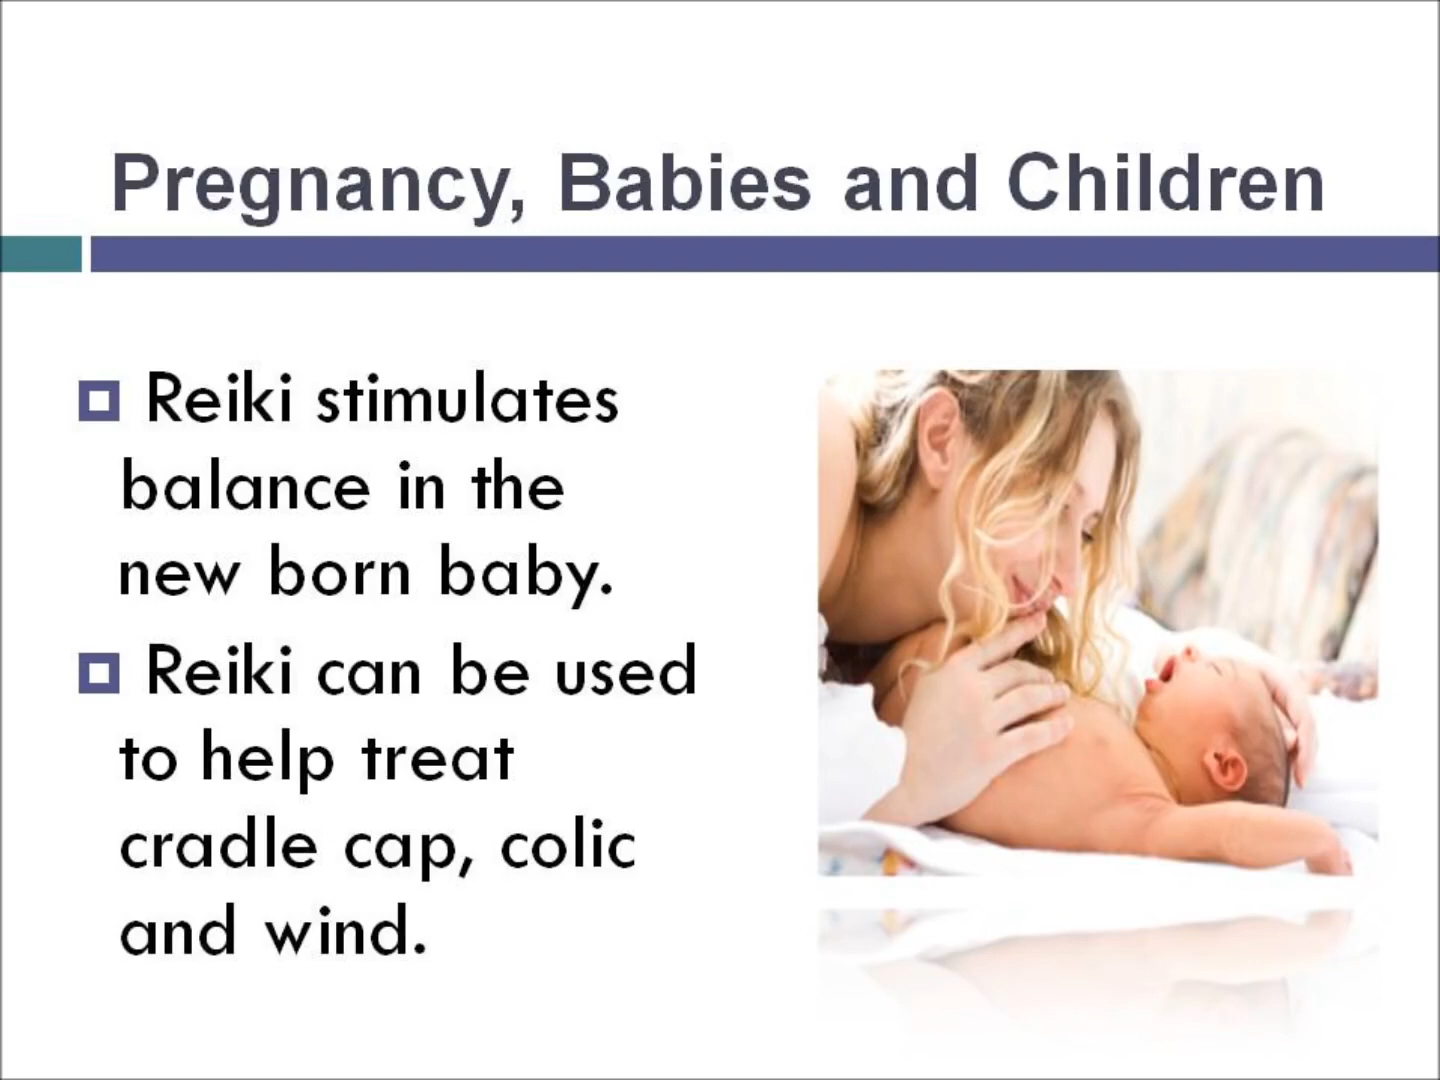 Pregnancy, Babies and Children
Reiki stimulates
balance in the
new born baby.
Reiki can be used
to help treat
cradle cap, colic
and wind.